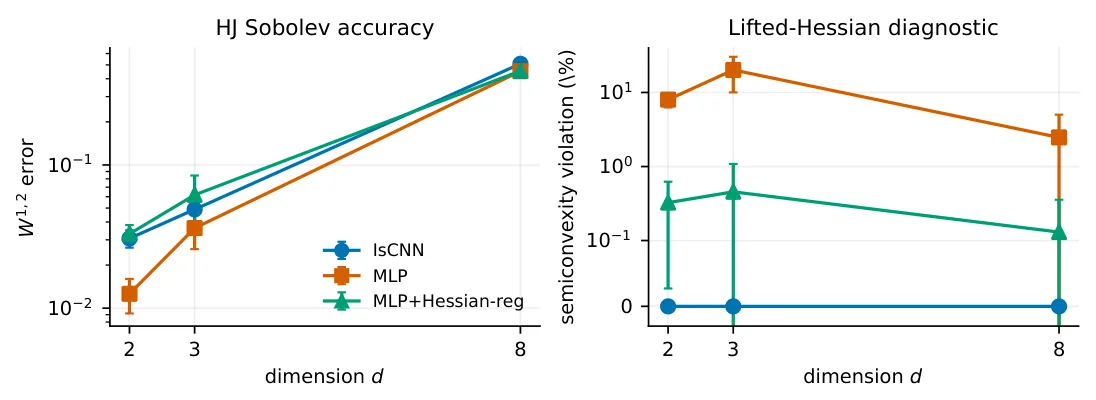 HJ Sobolev accuracy
W^{1,2} error
10^{-1}
10^{-2}
IsCNN
MLP
MLP+Hessian-reg
2
3
8
dimension d
Lifted-Hessian diagnostic
semiconvexity violation (\%)
10^1
10^0
10^{-1}
0
2
3
8
dimension d